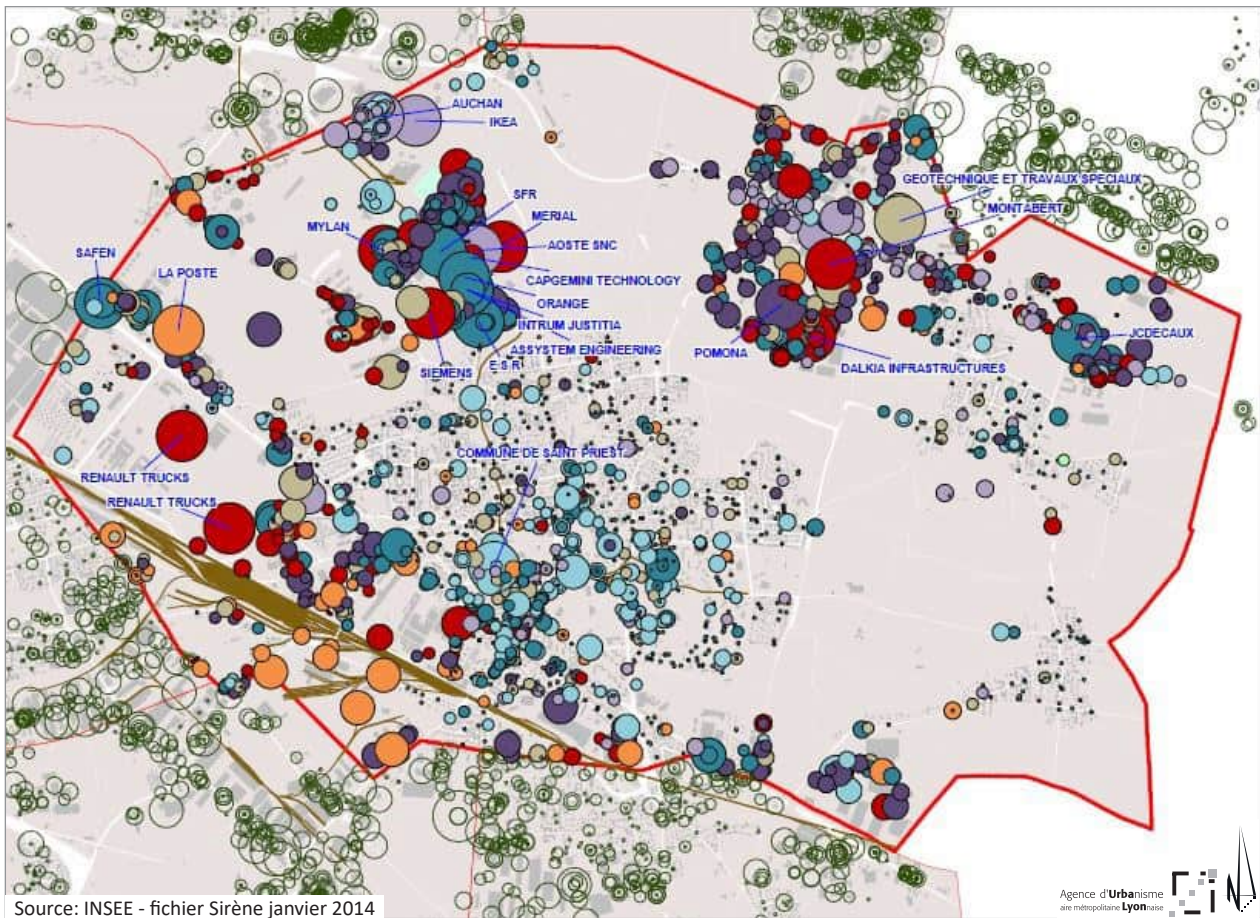 AUCHAN
IKEA
GEOTECHNIQUE ET TRAVAUX SPECIAUX
SFR
MONTABERT
MERIAL
MYLAN
AOSTE SNC
SAFEN
LA POSTE
CAPGEMINI TECHNOLOGY
ORANGE
INTRUM JUSTITIA
JCDECAUX
ASSYSTEM ENGINEERING
POMONA
E S R
SIEMENS
DALKIA INFRASTRUCTURES
COMMUNE DE SAINT PRIEST
RENAULT TRUCKS
RENAULT TRUCKS
Agence d'Urbanisme
aire métropolitaine Lyonnaise
N
Source: INSEE - fichier Sirène janvier 2014